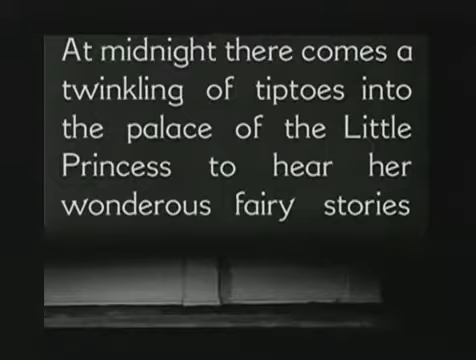 At midnight there comes a
twinkling of tiptoes into
the palace of the Little
Princess to hear her
wonderous fairy stories